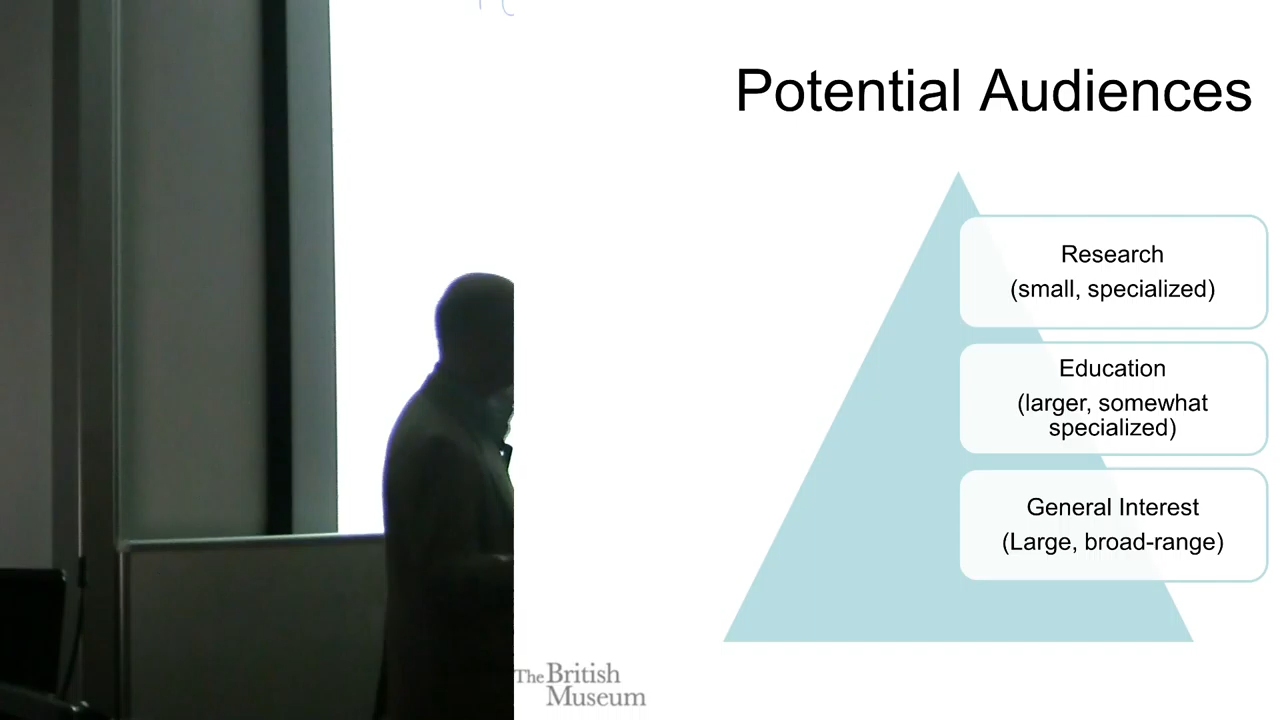 Potential Audiences
Research
(small, specialized)
Education
(larger, somewhat
specialized)
General Interest
(Large, broad-range)
The British
Museum